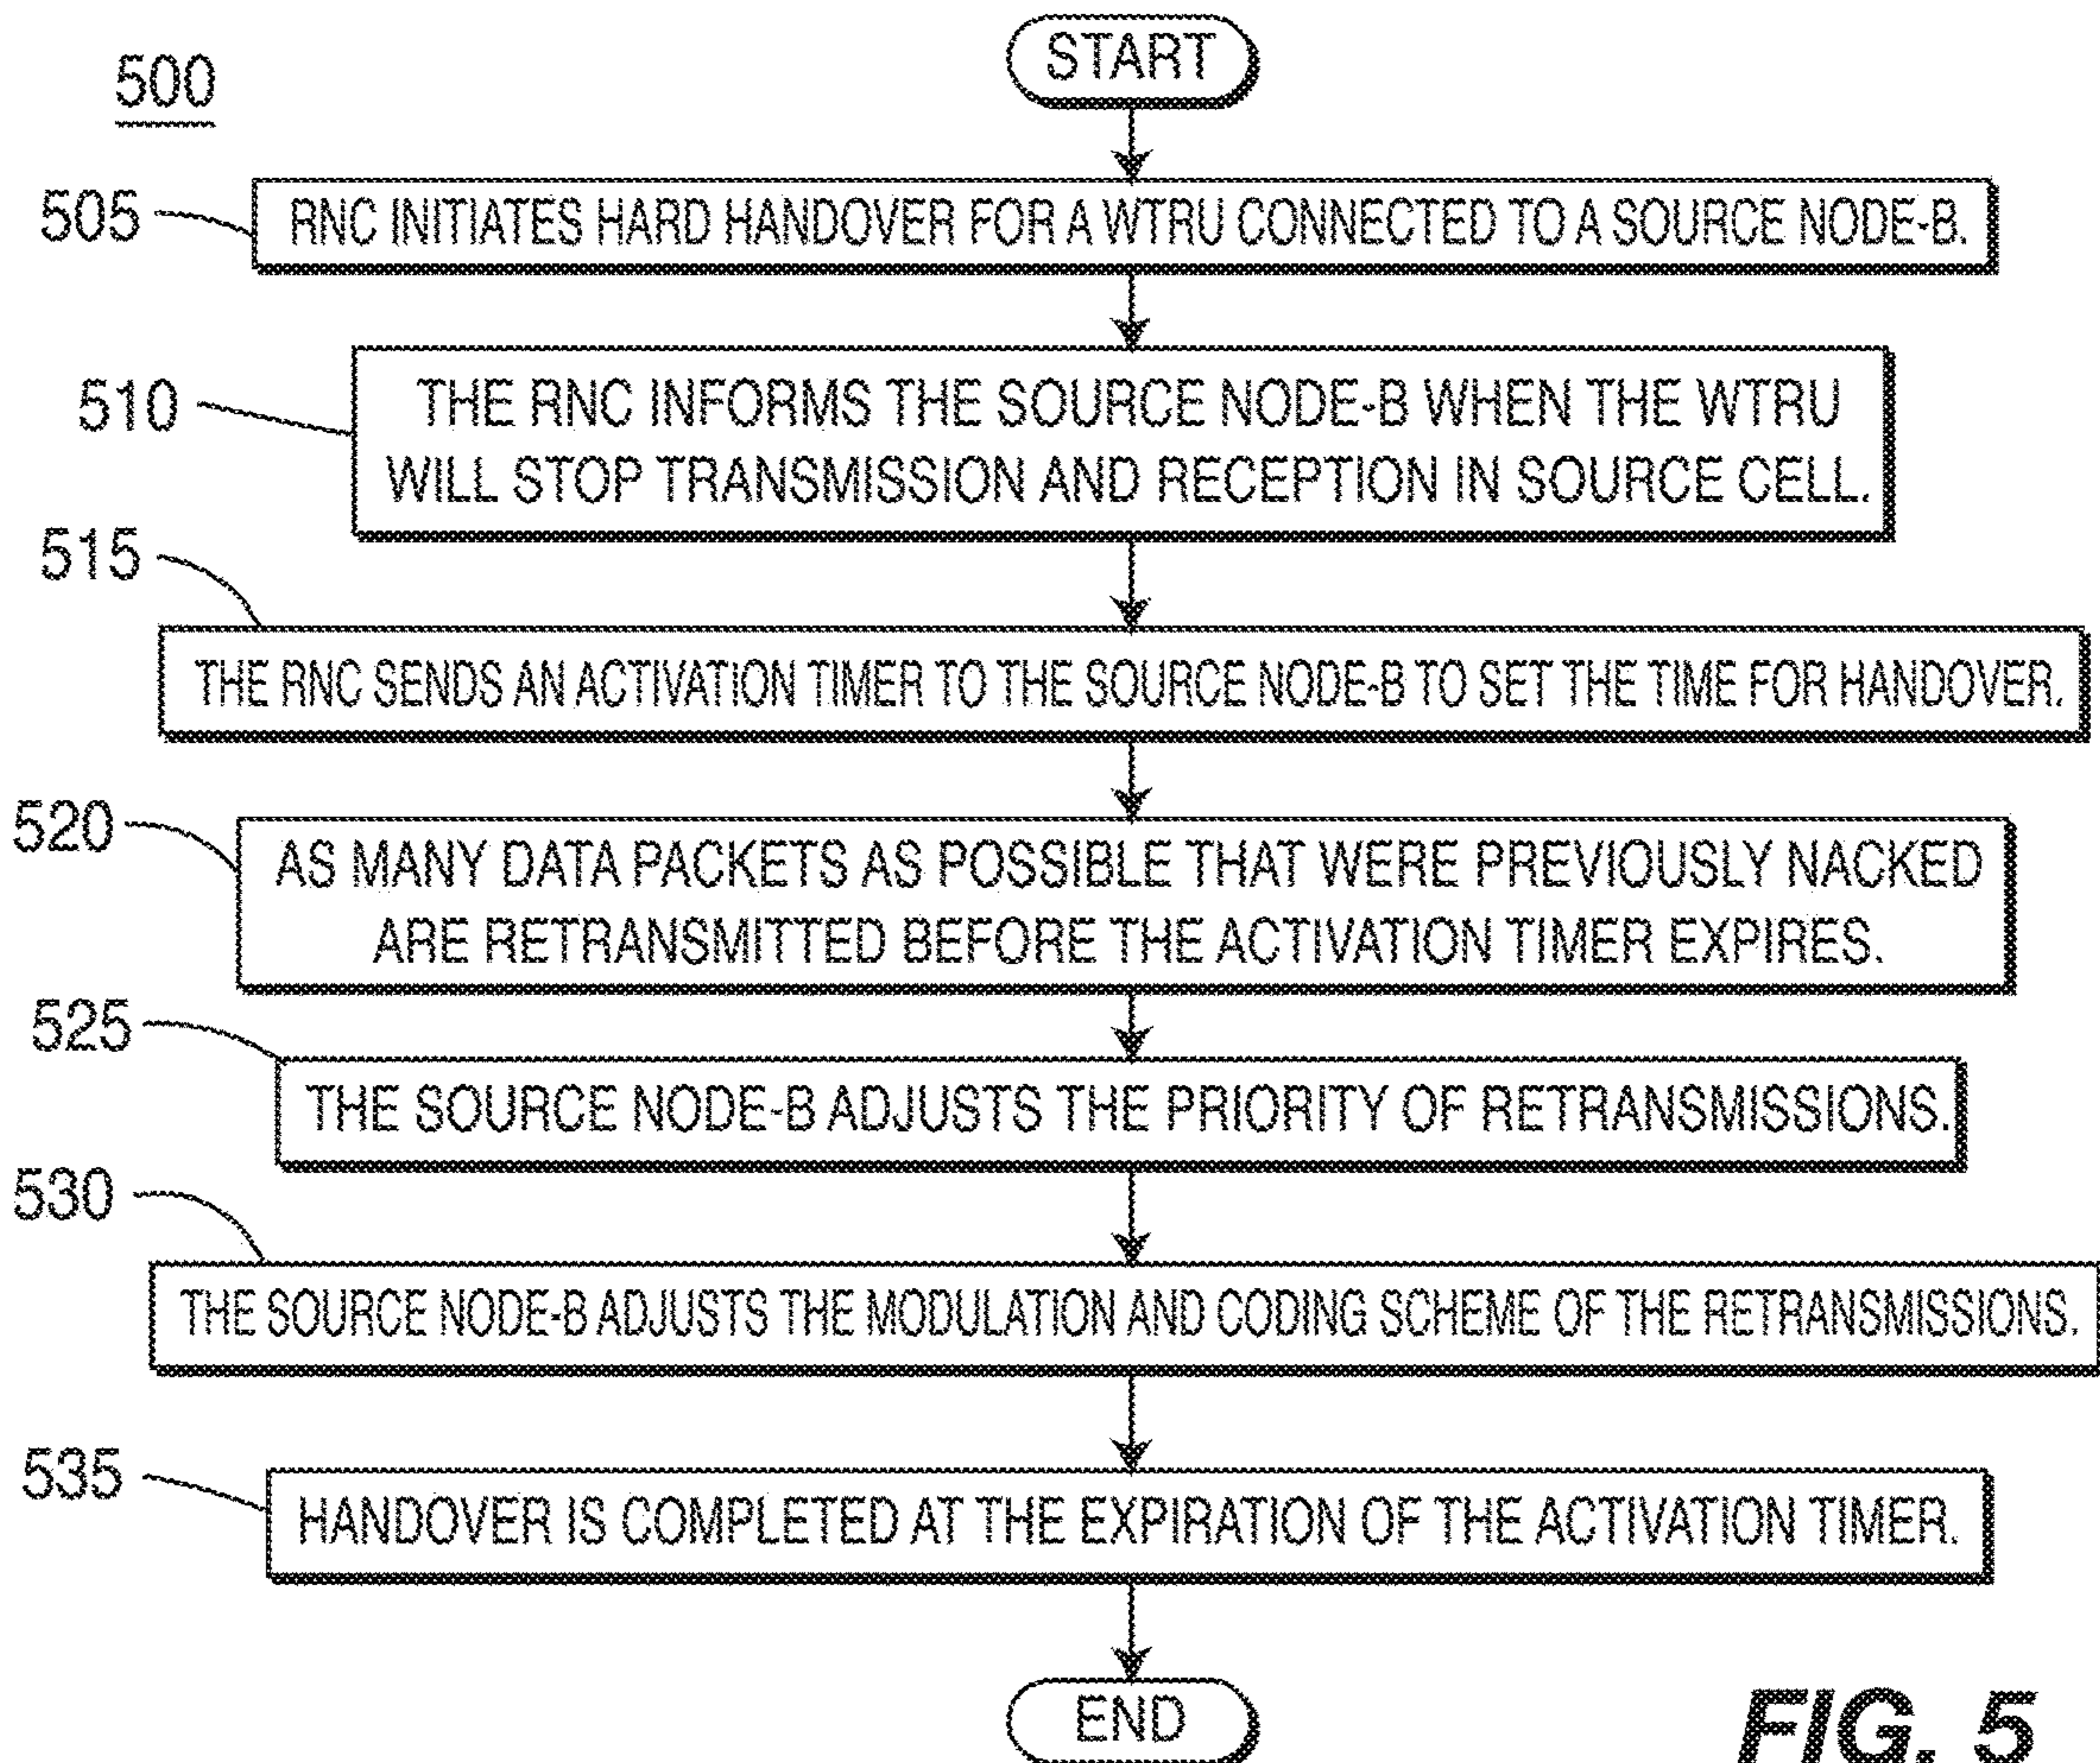 START
500
505
RNC INITIATES HARD HANDOVER FOR A WTRU CONNECTED TO A SOURCE NODE-B.
510
THE RNC INFORMS THE SOURCE NODE-B WHEN THE WTRU
WILL STOP TRANSMISSION AND RECEPTION IN SOURCE CELL.
515
THE RNC SENDS AN ACTIVATION TIMER TO THE SOURCE NODE-B TO SET THE TIME FOR HANDOVER.
520
AS MANY DATA PACKETS AS POSSIBLE THAT WERE PREVIOUSLY NACKED
ARE RETRANSMITTED BEFORE THE ACTIVATION TIMER EXPIRES.
525
THE SOURCE NODE-B ADJUSTS THE PRIORITY OF RETRANSMISSIONS.
530
THE SOURCE NODE-B ADJUSTS THE MODULATION AND CODING SCHEME OF THE RETRANSMISSIONS.
535
HANDOVER IS COMPLETED AT THE EXPIRATION OF THE ACTIVATION TIMER.
END
FIG. 5